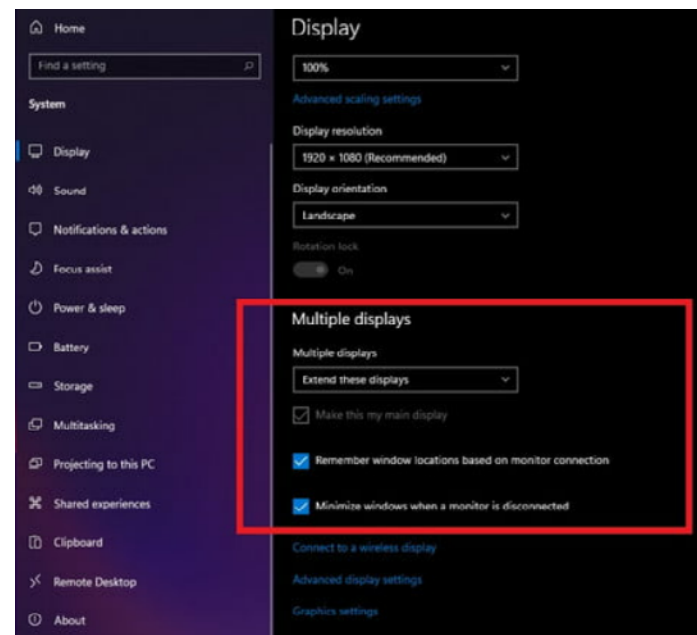 Home
Find a setting
System
Display
Sound
Notifications & actions
Focus assist
Power & sleep
Battery
Storage
Multitasking
Projecting to this PC
Shared experiences
Clipboard
Remote Desktop
About
Display
100%
Advanced scaling settings
Display resolution
1920 × 1080 (Recommended)
Display orientation
Landscape
Rotation lock
On
Multiple displays
Multiple displays
Extend these displays
Make this my main display
Remember window locations based on monitor connection
Minimize windows when a monitor is disconnected
Connect to a wireless display
Advanced display settings
Graphics settings